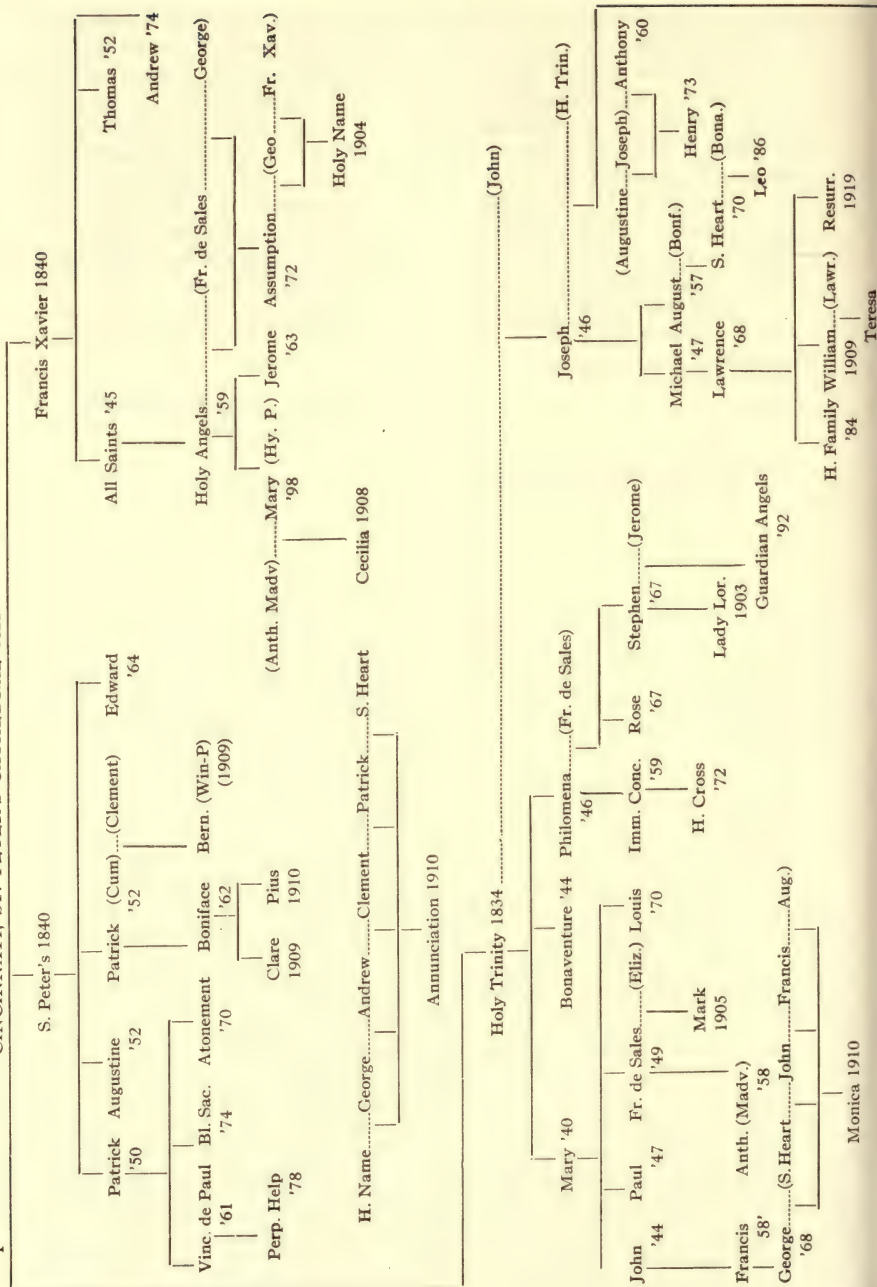 CINCINNATI, ST. PETER'S CATHEDRAL
S. Peter's 1840
Francis Xavier 1840
Patrick Augustine Patrick (Cum)....(Clement) Edward
'50 '52 '52 '64
All Saints '45 Thomas '52
Andrew '74
Vinc. de Paul Bl. Sac. Atonement Boniface Bern. (Win-P)
'61 '74 '70 '62 (1909)
Holy Angels..........(Fr. de Sales ..........George)
'59
Perp. Help Clare Pius
'78 1909 1910
(Anth. Madv)......Mary (Hy. P.) Jerome Assumption......(Geo ......Fr. Xav.)
'98 '63 '72
Cecilia 1908 Holy Name
1904
H. Name........George........Andrew........Clement........Patrick......S. Heart
Annunciation 1910
Holy Trinity 1834..........(John)
Mary '40 Bonaventure '44 Philomena......(Fr. de Sales) Joseph..........(H. Trin.)
'46 '46
John Paul Fr. de Sales......(Eliz.) Louis Imm. Conc. Rose Stephen......(Jerome)
'44 '47 '49 '70 '59 '67 '67
Michael August....(Bonf.) (Augustine....Joseph) Anthony
'47 '57 '60
Francis Anth. (Madv.) Mark H. Cross Lady Lor. Guardian Angels
58' '58 1905 '72 1903 '92
Lawrence S. Heart......(Bona.) Henry '73
'68 '70
Leo '86
George......(S. Heart......John......Francis......Aug.)
'68
Monica 1910
H. Family William....(Lawr.) Resurr.
'84 1909 1919
Teresa